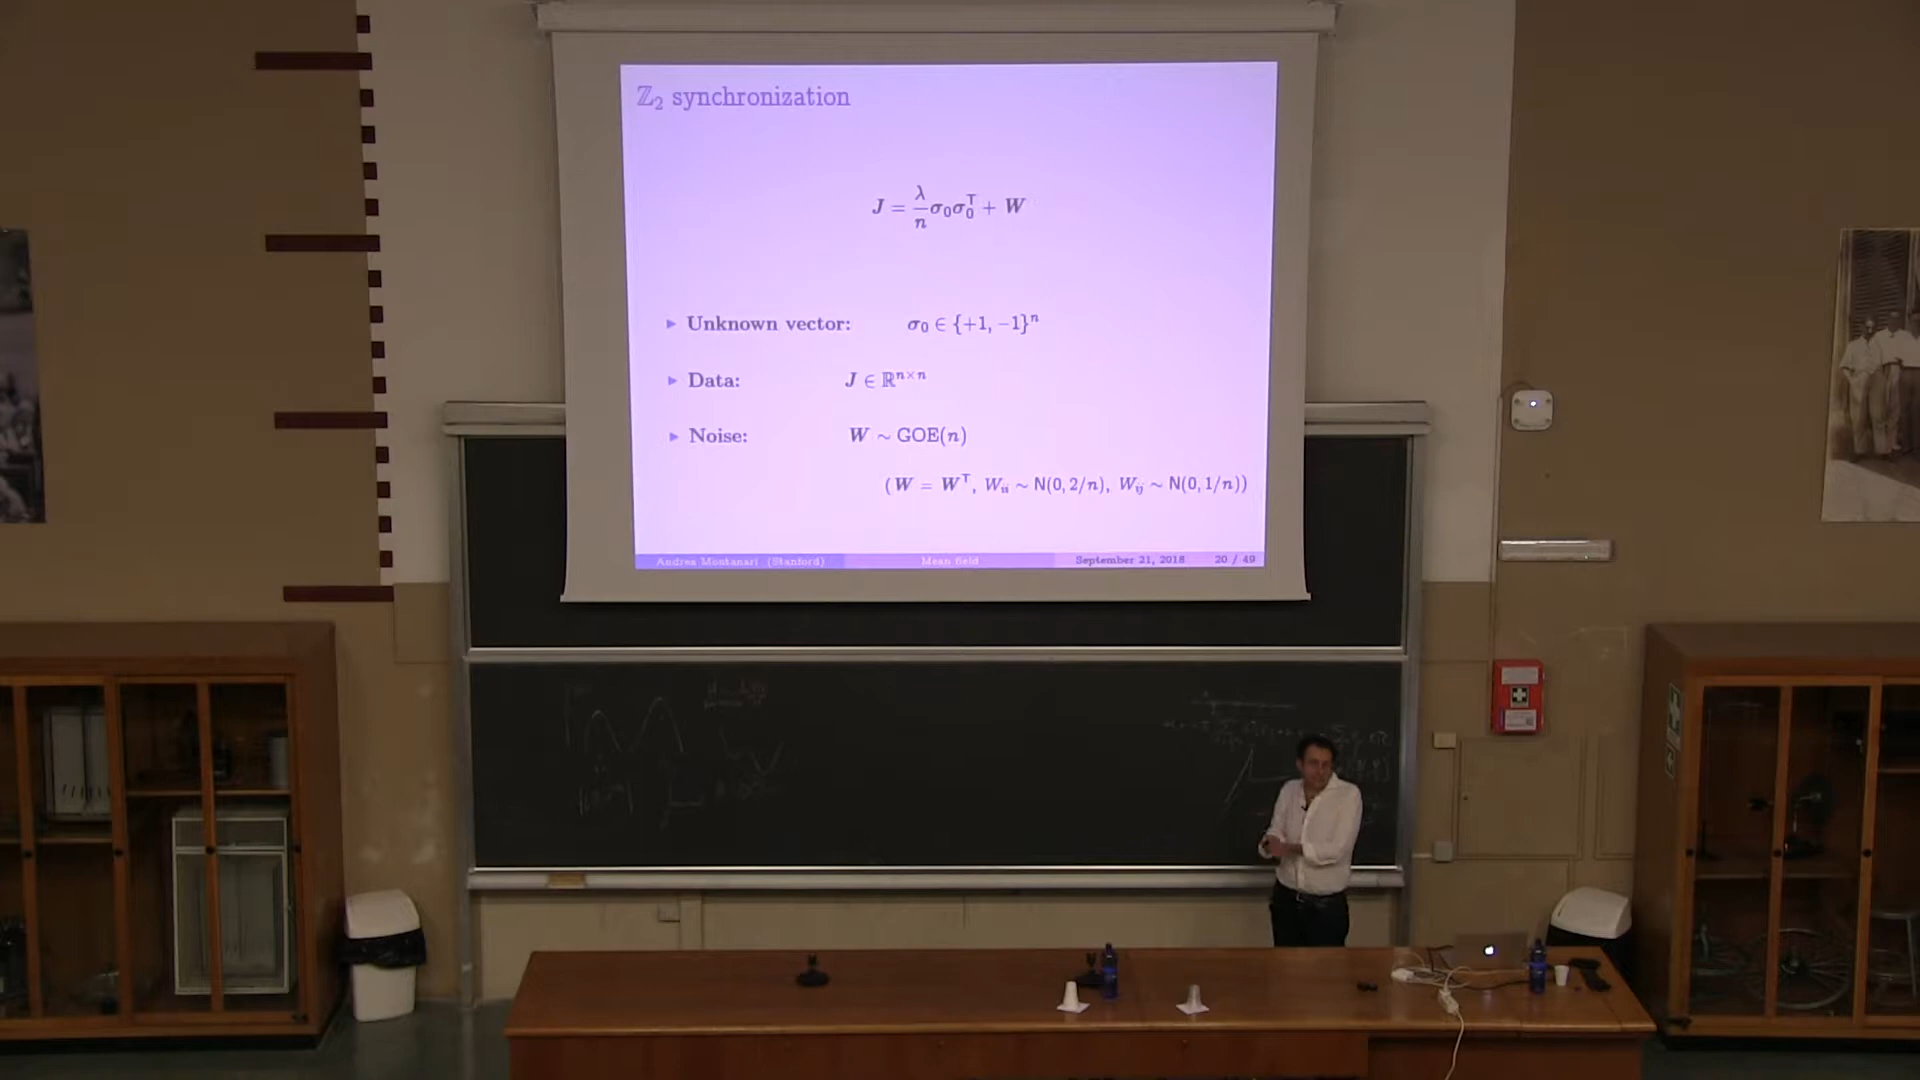 ℤ₂ synchronization
J = λ/n σ₀σ₀ᵀ + W
▶ Unknown vector: σ₀ ∈ {+1, −1}ⁿ
▶ Data: J ∈ ℝⁿˣⁿ
▶ Noise: W ∼ GOE(n)
(W = Wᵀ, Wᵢᵢ ∼ N(0, 2/n), Wᵢⱼ ∼ N(0, 1/n))
Andrea Montanari (Stanford) Mean field September 21, 2018 20 / 49